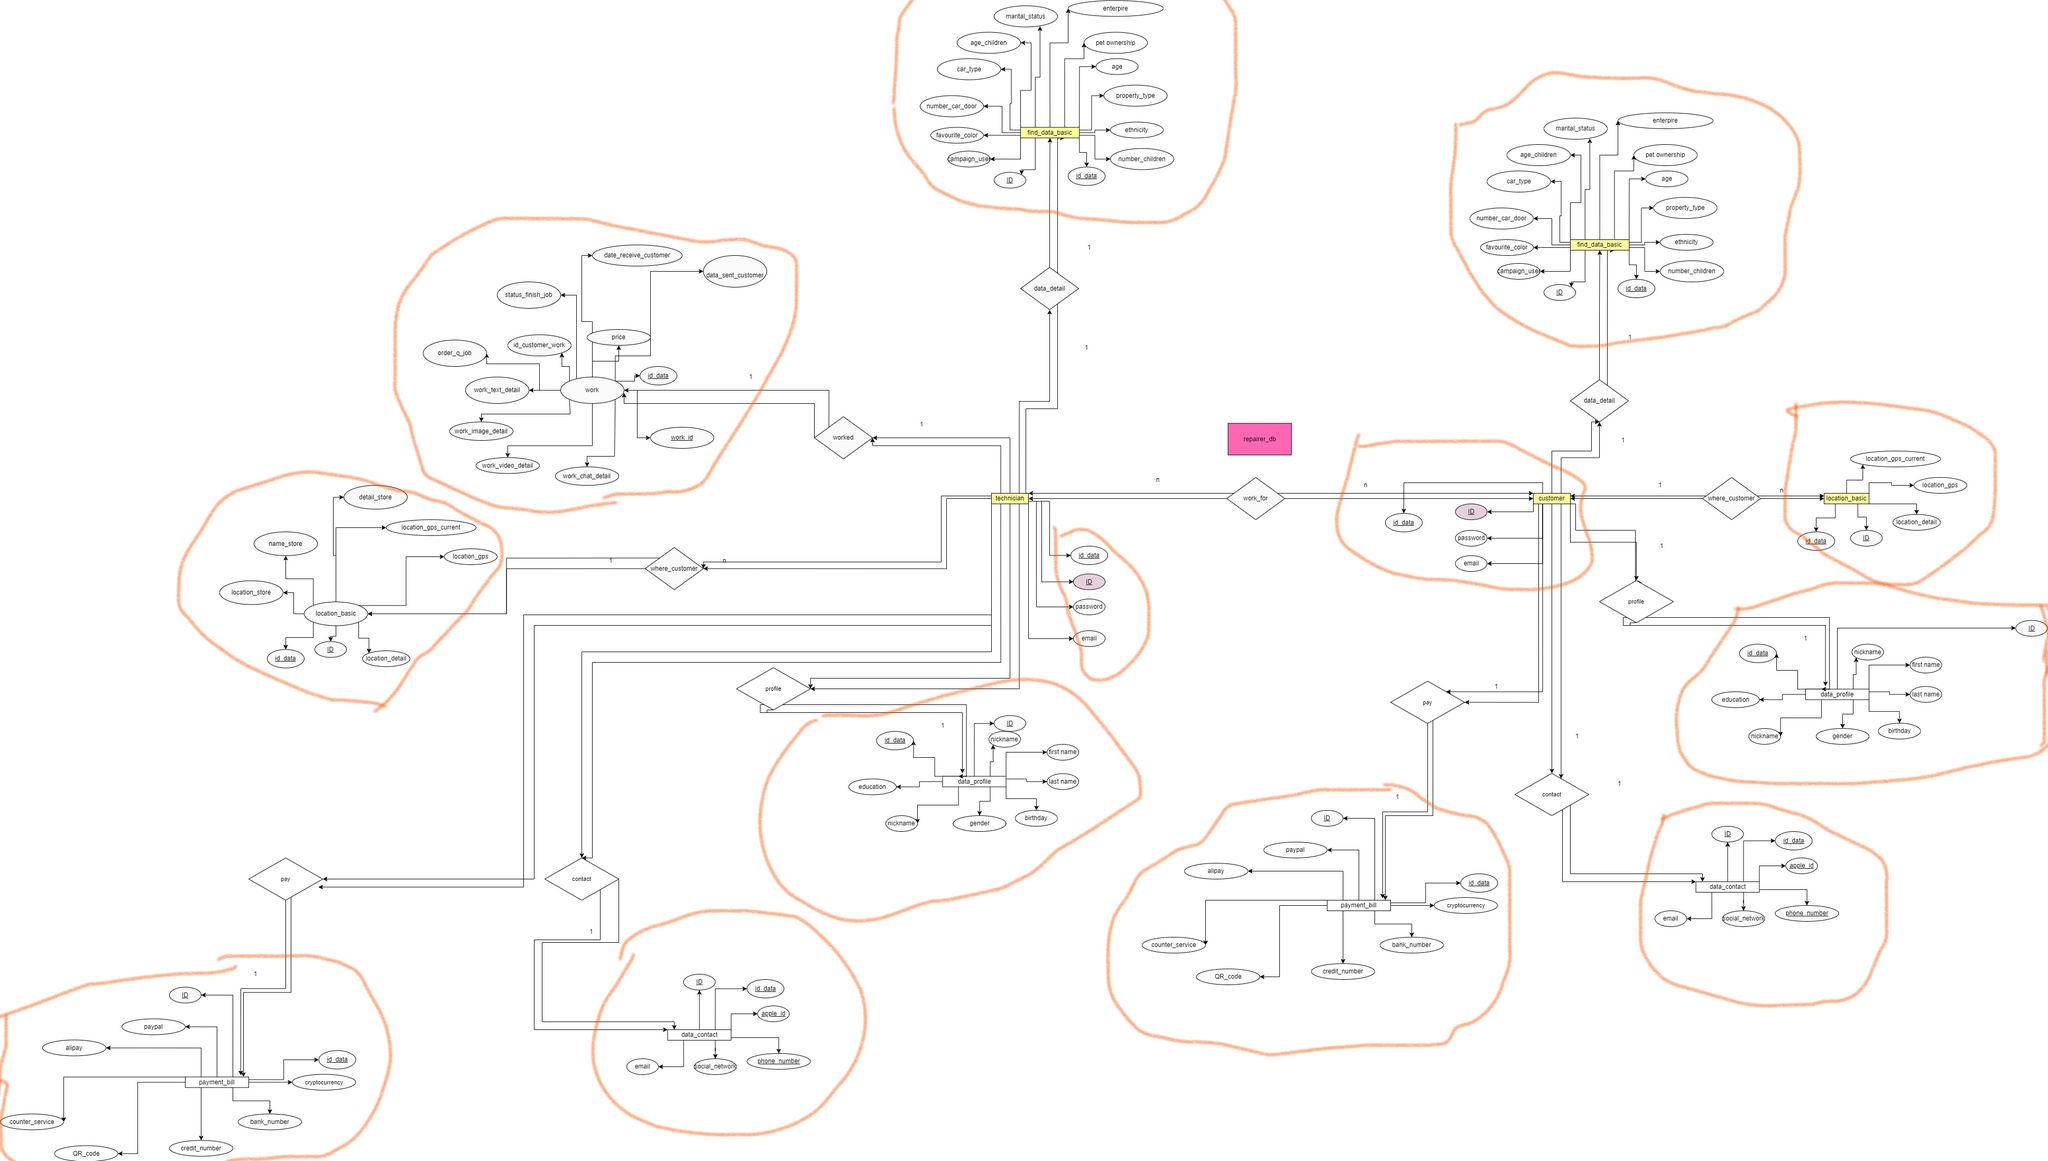 enterpire
marital_status
age_children
pet ownership
car_type
age
number_car_door
property_type
favourite_color
find_data_basic
ethnicity
campaign_use
number_children
ID
id_data
1
data_detail
1
enterpire
marital_status
age_children
pet ownership
car_type
age
number_car_door
property_type
favourite_color
find_data_basic
ethnicity
campaign_use
number_children
ID
id_data
1
data_detail
1
date_receive_customer
data_sent_customer
status_finish_job
price
id_customer_work
order_q_job
id_data
work_text_detail
work
1
work_image_detail
work_id
work_video_detail
work_chat_detail
worked
1
repairer_db
technician
n
work_for
n
customer
1
where_customer
n
location_basic
location_gps_current
location_gps
location_detail
id_data
ID
id_data
ID
password
email
id_data
ID
password
email
detail_store
location_gps_current
name_store
location_gps
location_store
location_basic
id_data
ID
location_detail
1
where_customer
n
profile
1
ID
nickname
id_data
first name
education
last name
data_profile
nickname
gender
birthday
profile
1
ID
id_data
nickname
first name
education
data_profile
last name
nickname
gender
birthday
1
pay
1
ID
paypal
alipay
id_data
payment_bill
cryptocurrency
counter_service
bank_number
QR_code
credit_number
1
contact
1
ID
id_data
apple_id
data_contact
email
social_network
phone_number
pay
1
ID
paypal
alipay
id_data
payment_bill
cryptocurrency
counter_service
bank_number
QR_code
credit_number
contact
1
ID
id_data
apple_id
data_contact
email
social_network
phone_number